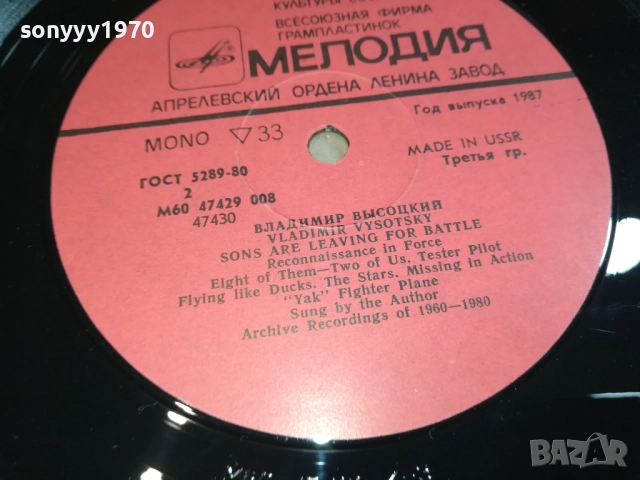 sonyyy1970
КУЛЬТУРЫ
ВСЕСОЮЗНАЯ ФИРМА
ГРАМПЛАСТИНОК
МЕЛОДИЯ
АПРЕЛЕВСКИЙ ОРДЕНА ЛЕНИНА ЗАВОД
MONO ▽33
Год выпуска 1987
ГОСТ 5289-80
MADE IN USSR
Третья гр.
2
М60 47429 008
47430
ВЛАДИМИР ВЫСОЦКИЙ
VLADIMIR VYSOTSKY
SONS ARE LEAVING FOR BATTLE
Reconnaissance in Force
Eight of Them—Two of Us. Tester Pilot
Flying like Ducks. The Stars. Missing in Action
"Yak" Fighter Plane
Sung by the Author
Archive Recordings of 1960—1980
BAZAR
bg